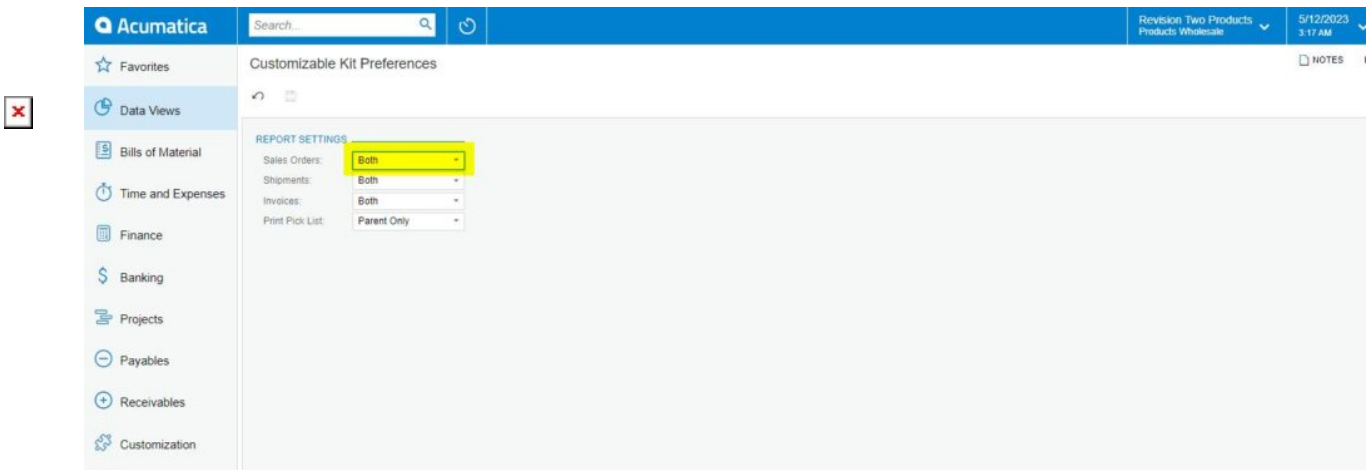 Acumatica
Search...
Revision Two Products
Products Wholesale
5/12/2023
3:17 AM
Favorites
Customizable Kit Preferences
NOTES
Data Views
REPORT SETTINGS
Bills of Material
Sales Orders: Both
Shipments: Both
Time and Expenses
Invoices: Both
Print Pick List: Parent Only
Finance
Banking
Projects
Payables
Receivables
Customization